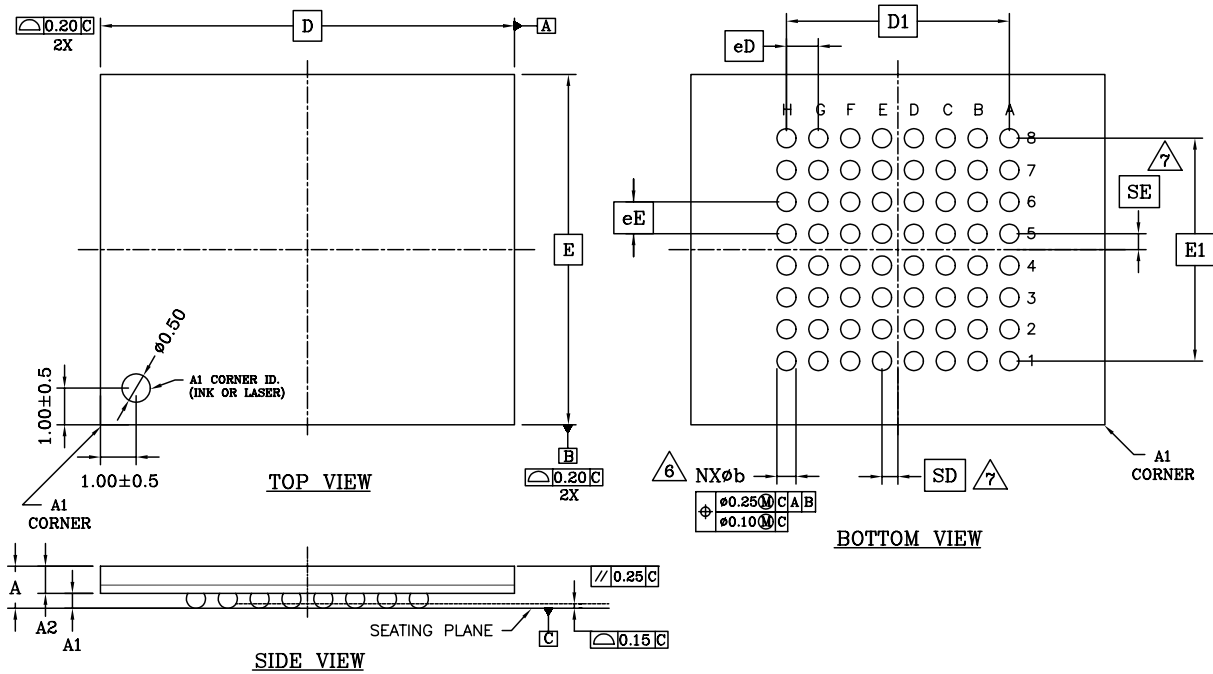 ⌓ 0.20 C
2X
D
A
E
ø0.50
A1 CORNER ID.
(INK OR LASER)
1.00±0.5
1.00±0.5
B
⌓ 0.20 C
2X
TOP VIEW
A1
CORNER
D1
eD
H G F E D C B A
8
7
6
5
4
3
2
1
7
SE
eE
E1
6 NXøb
⌖ ø0.25Ⓜ C A B
ø0.10Ⓜ C
SD 7
A1
CORNER
BOTTOM VIEW
A
A2
A1
// 0.25 C
SEATING PLANE
C
⌓ 0.15 C
SIDE VIEW